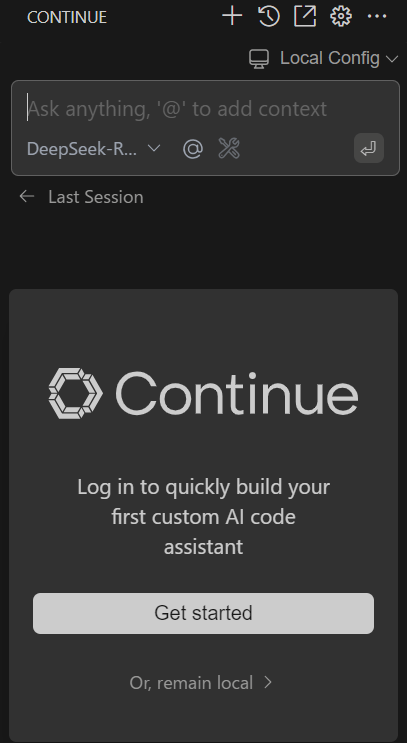 CONTINUE
Local Config
Ask anything, '@' to add context
DeepSeek-R...
Last Session
Continue
Log in to quickly build your
first custom AI code
assistant
Get started
Or, remain local